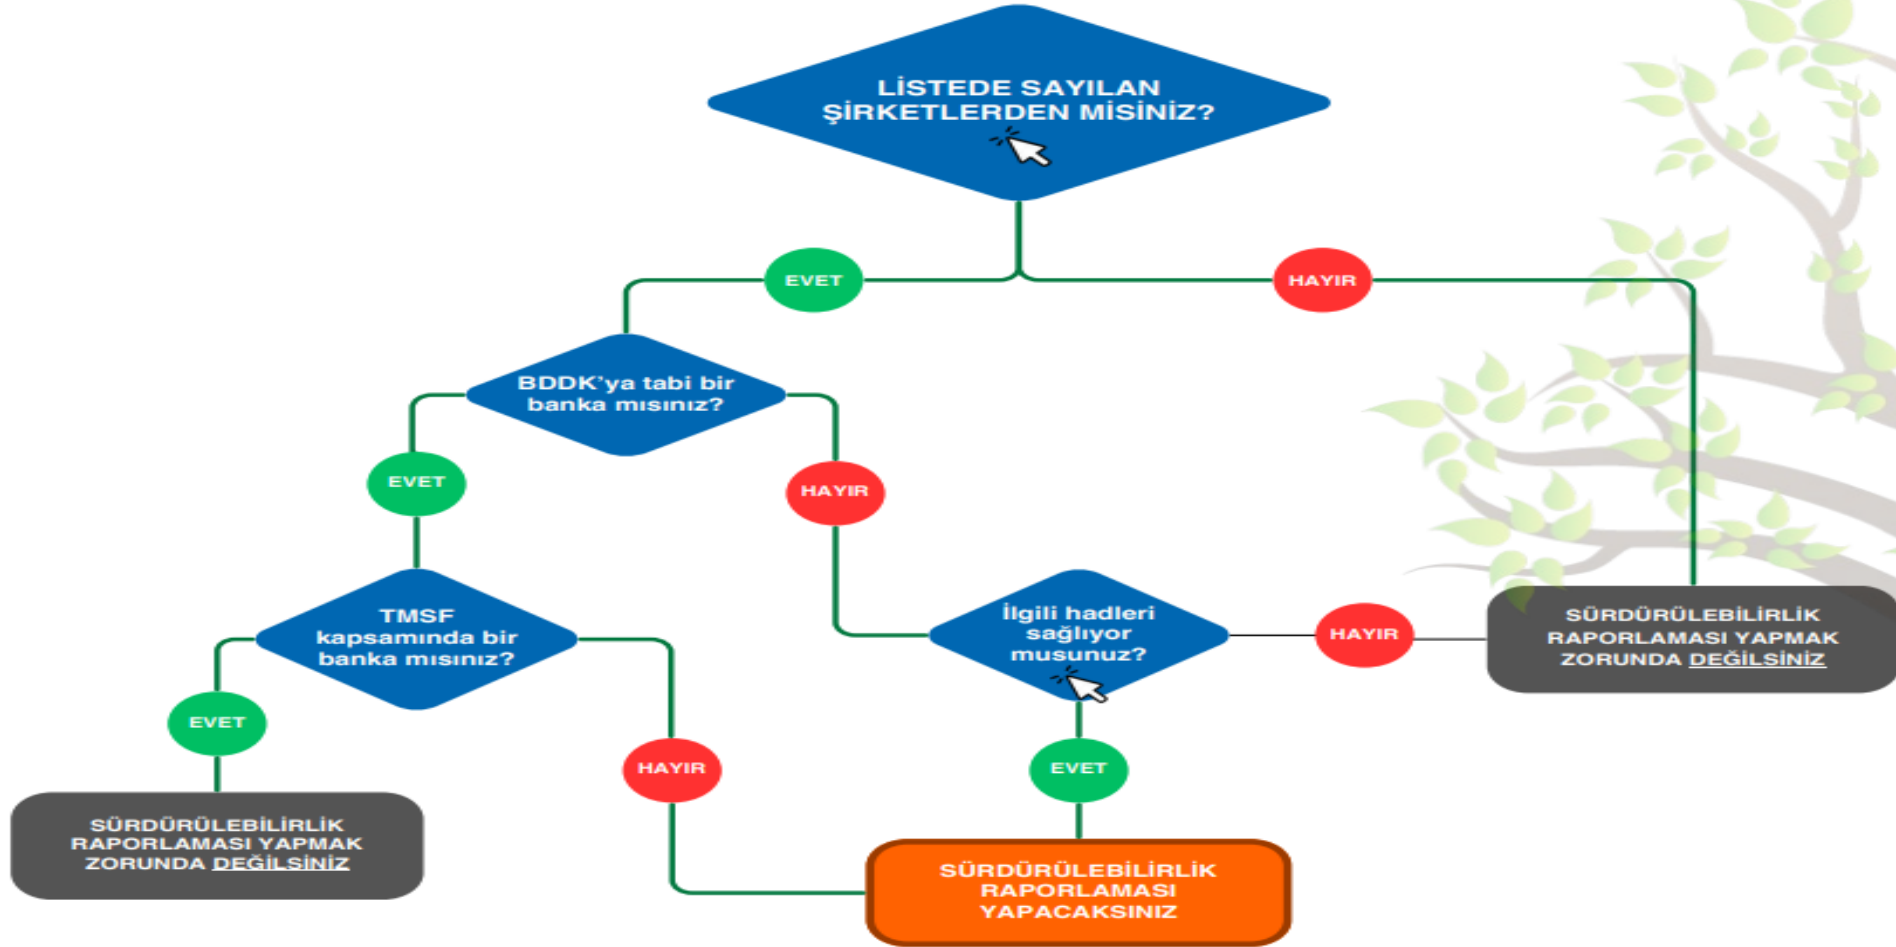 LİSTEDE SAYILAN
ŞİRKETLERDEN MİSİNİZ?
EVET
HAYIR
BDDK'ya tabi bir
banka mısınız?
EVET
HAYIR
TMSF
kapsamında bir
banka mısınız?
İlgili hadleri
sağlıyor
musunuz?
HAYIR
SÜRDÜRÜLEBİLİRLİK
RAPORLAMASI YAPMAK
ZORUNDA DEĞİLSİNİZ
EVET
HAYIR
EVET
SÜRDÜRÜLEBİLİRLİK
RAPORLAMASI YAPMAK
ZORUNDA DEĞİLSİNİZ
SÜRDÜRÜLEBİLİRLİK
RAPORLAMASI
YAPACAKSINIZ